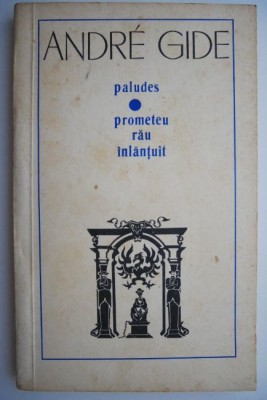 ANDRÉ GIDE
paludes
prometeu
rău
înlănțuit